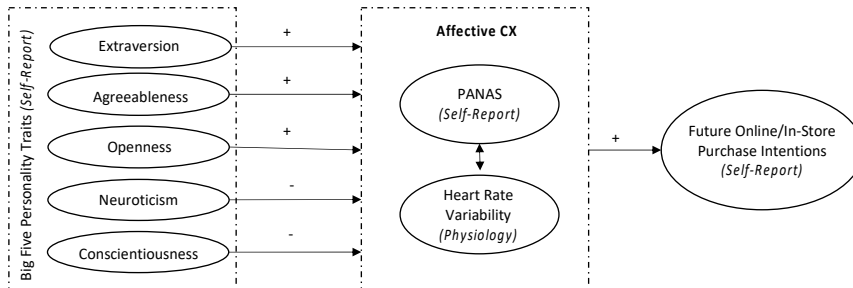 Big Five Personality Traits (Self-Report)
Extraversion
+
Agreeableness
+
Openness
+
Neuroticism
-
Conscientiousness
-
Affective CX
PANAS
(Self-Report)
Heart Rate
Variability
(Physiology)
+
Future Online/In-Store
Purchase Intentions
(Self-Report)